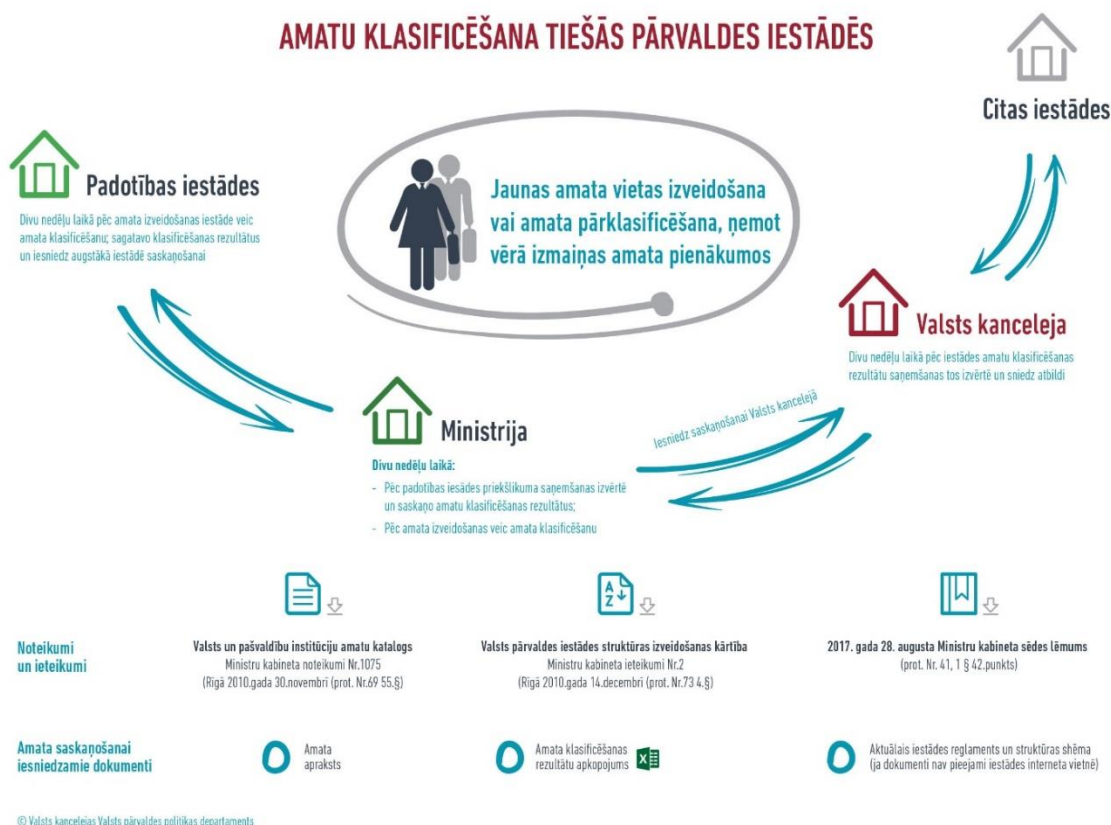 AMATU KLASIFICĒŠANA TIEŠĀS PĀRVALDES IESTĀDĒS
Citas iestādes
Padotības iestādes
Divu nedēļu laikā pēc amata izveidošanas iestāde veic
amata klasificēšanu; sagatavo klasificēšanas rezultātus
un iesniedz augstākā iestādē saskaņošanai
Jaunas amata vietas izveidošana
vai amata pārklasificēšana, ņemot
vērā izmaiņas amata pienākumos
Valsts kanceleja
Divu nedēļu laikā pēc iestādes amatu klasificēšanas
rezultātu saņemšanas tos izvērtē un sniedz atbildi
Ministrija
Divu nedēļu laikā:
- Pēc padotības iesādes priekšlikuma saņemšanas izvērtē
un saskaņo amatu klasificēšanas rezultātus;
- Pēc amata izveidošanas veic amata klasificēšanu
Iesniedz saskaņošanai Valsts kancelejā
A
Z
Noteikumi
un ieteikumi
Valsts un pašvaldību institūciju amatu katalogs
Ministru kabineta noteikumi Nr.1075
(Rīgā 2010.gada 30.novembrī (prot. Nr.69 55.§)
Valsts pārvaldes iestādes struktūras izveidošanas kārtība
Ministru kabineta ieteikumi Nr.2
(Rīgā 2010.gada 14.decembrī (prot. Nr.73 4.§)
2017. gada 28. augusta Ministru kabineta sēdes lēmums
(prot. Nr. 41, 1 § 42.punkts)
Amata saskaņošanai
iesniedzamie dokumenti
Amata
apraksts
Amata klasificēšanas
rezultātu apkopojums
X
Aktuālais iestādes reglaments un struktūras shēma
(ja dokumenti nav pieejami iestādes interneta vietnē)
© Valsts kancelejas Valsts pārvaldes politikas departaments